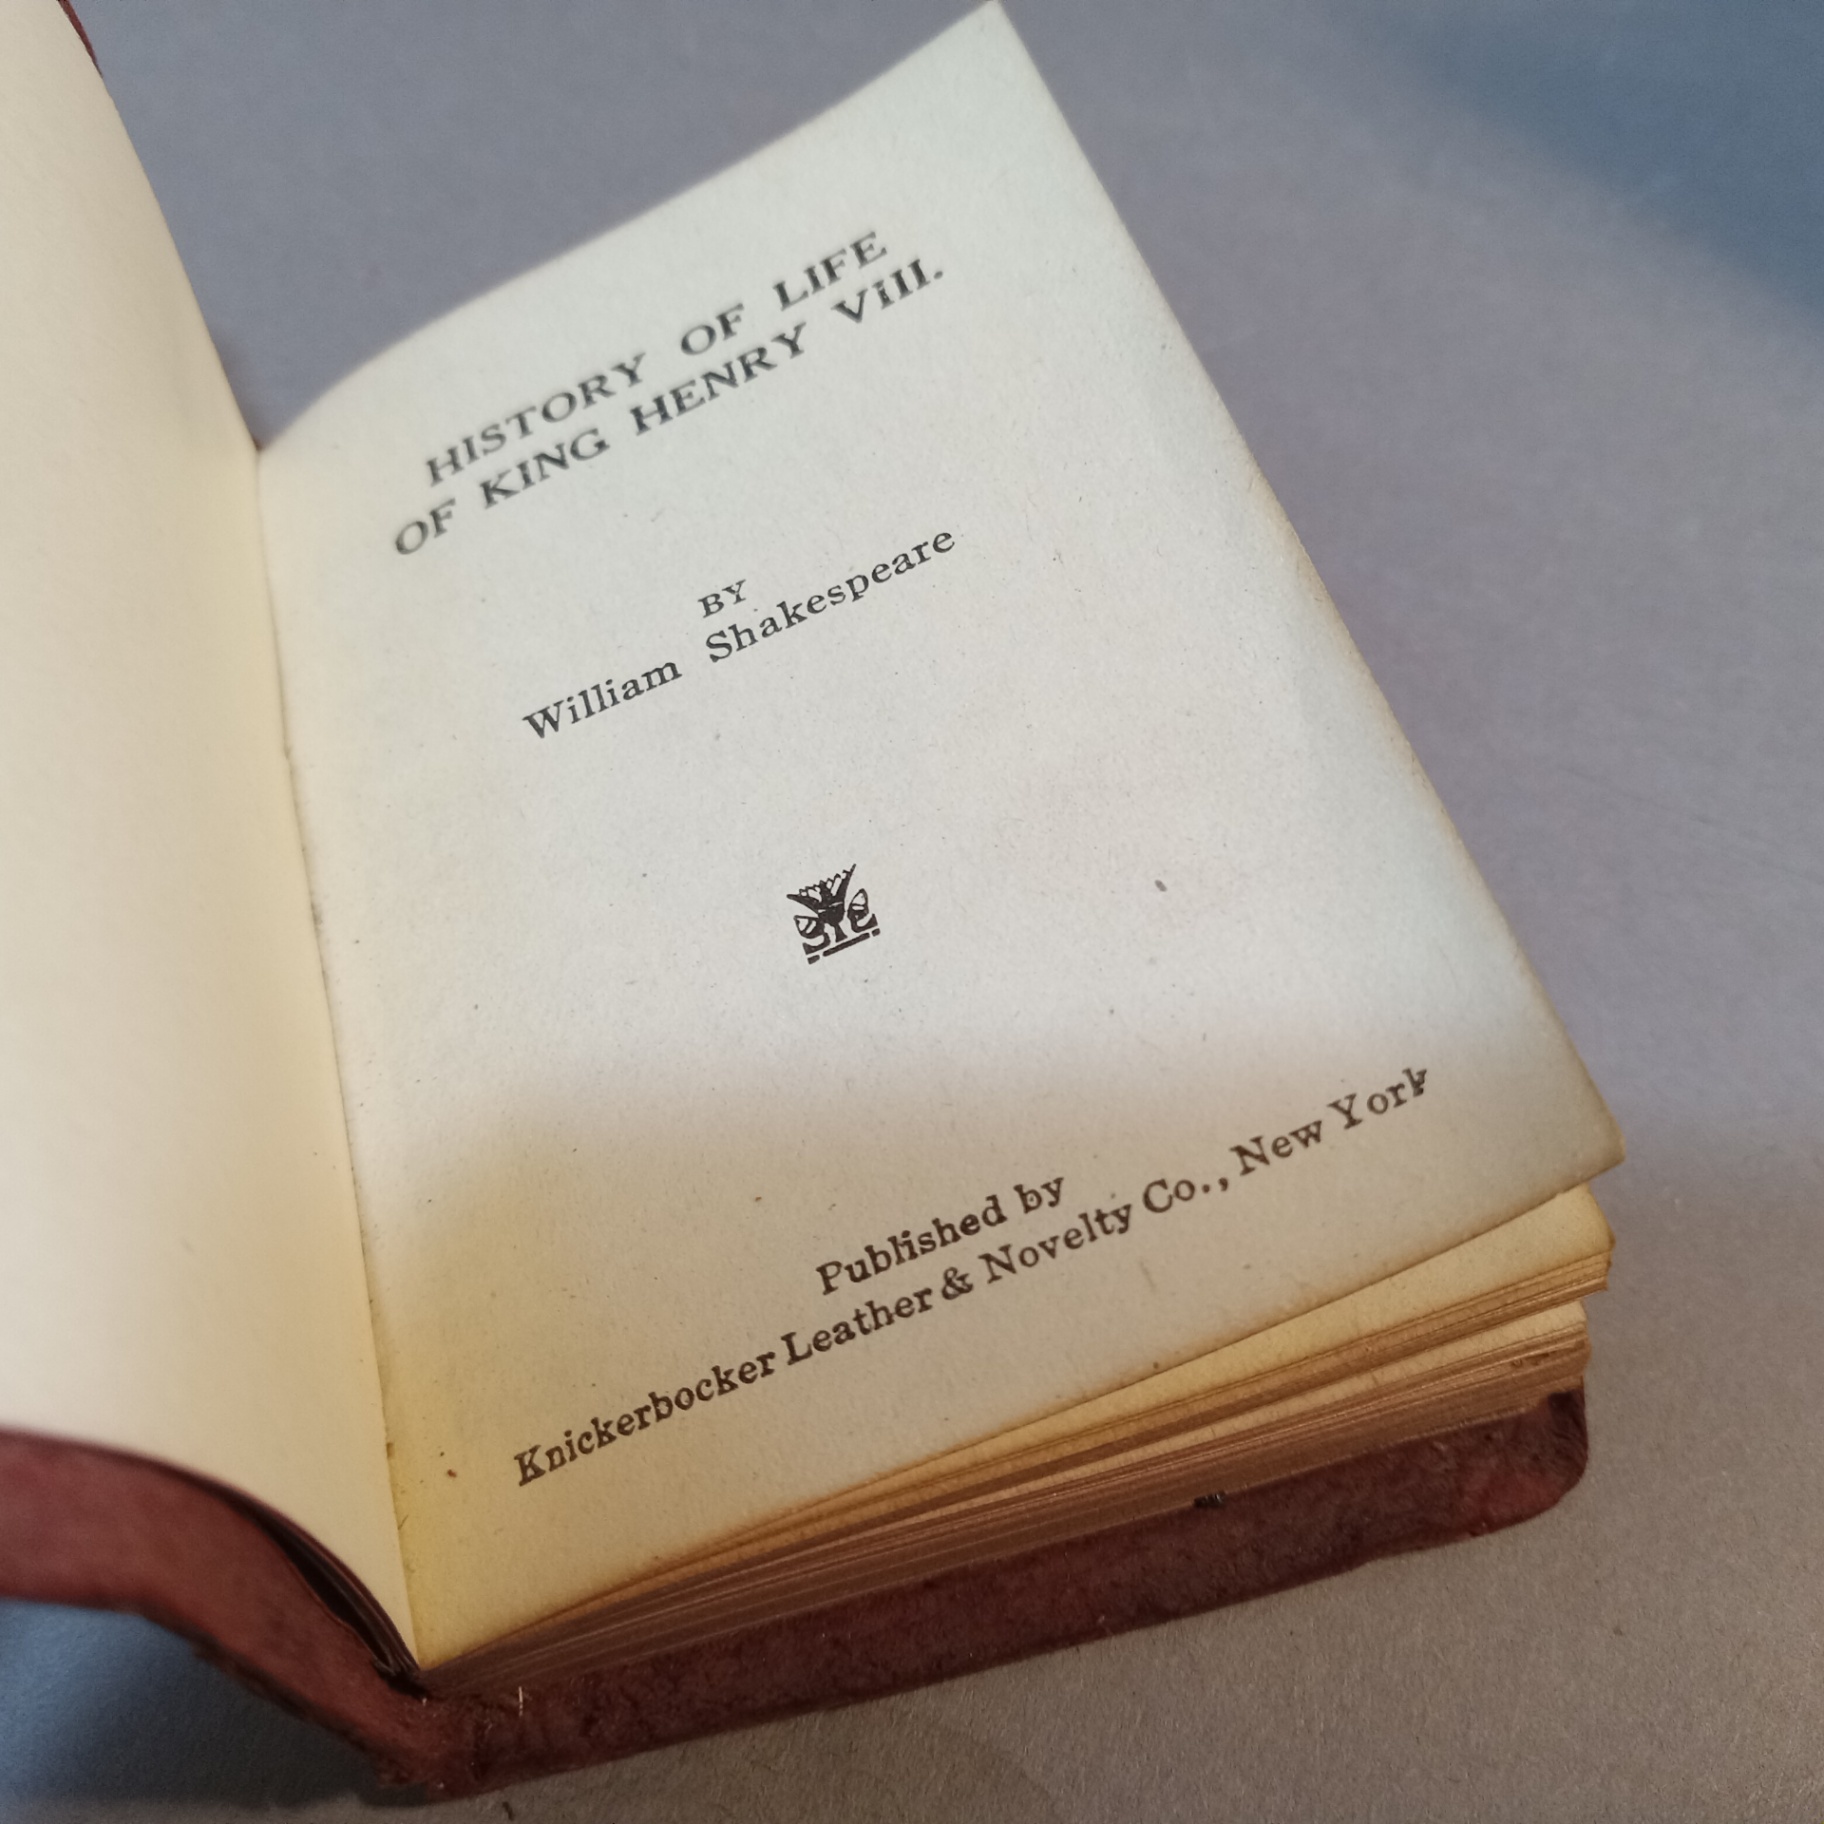 HISTORY OF LIFE
OF KING HENRY VIII.
BY
William Shakespeare
Published by
Knickerbocker Leather & Novelty Co., New York